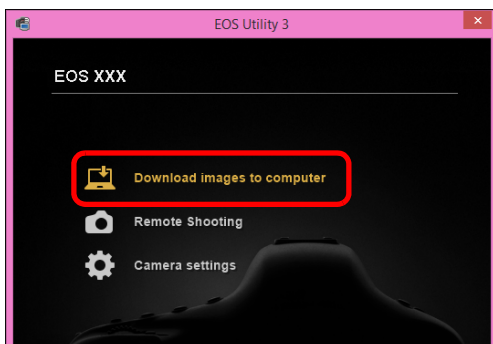 EOS Utility 3
EOS XXX
Download images to computer
Remote Shooting
Camera settings